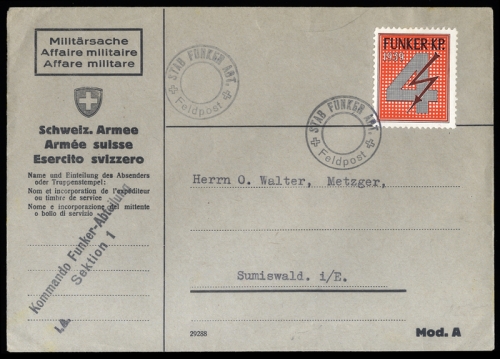 Militärsache
Affaire militaire
Affare militare
Schweiz. Armee
Armée suisse
Esercito svizzero
Name und Einteilung des Absenders
oder Truppenstempel:
Nom et incorporation de l'expéditeur
ou timbre de service
Nome e incorporazione del mittente
o bollo di servizio
Kommando Funker-Abteilung
Sektion 1
i.A.
STAB FUNKER ABT.
Feldpost
STAB FUNKER ABT.
Feldpost
FUNKER KP.
1939
4
Herrn O. Walter, Metzger,
Sumiswald. i/E.
29288
Mod. A